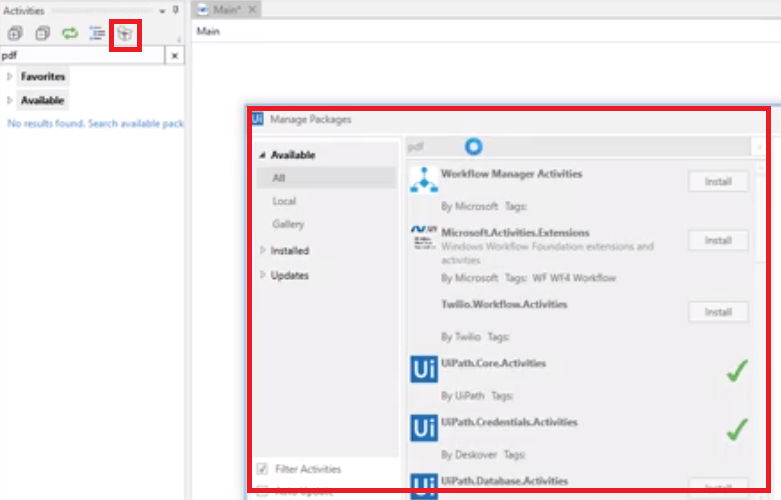 Activities
Main*
pdf
Main
Favorites
Available
No results found. Search available pack
Ui Manage Packages
Available
All
Local
Gallery
Installed
Updates
Filter Activities
Auto Update
pdf
Workflow Manager Activities
Install
By Microsoft Tags:
Microsoft.Activities.Extensions
Windows Workflow Foundation extensions and
activities
Install
By Microsoft Tags: WF WF4 Workflow
Twilio.Workflow.Activities
Install
By Twilio Tags:
Ui UiPath.Core.Activities
By UiPath Tags:
Ui UiPath.Credentials.Activities
By Deskover Tags:
Ui UiPath.Database.Activities
Install